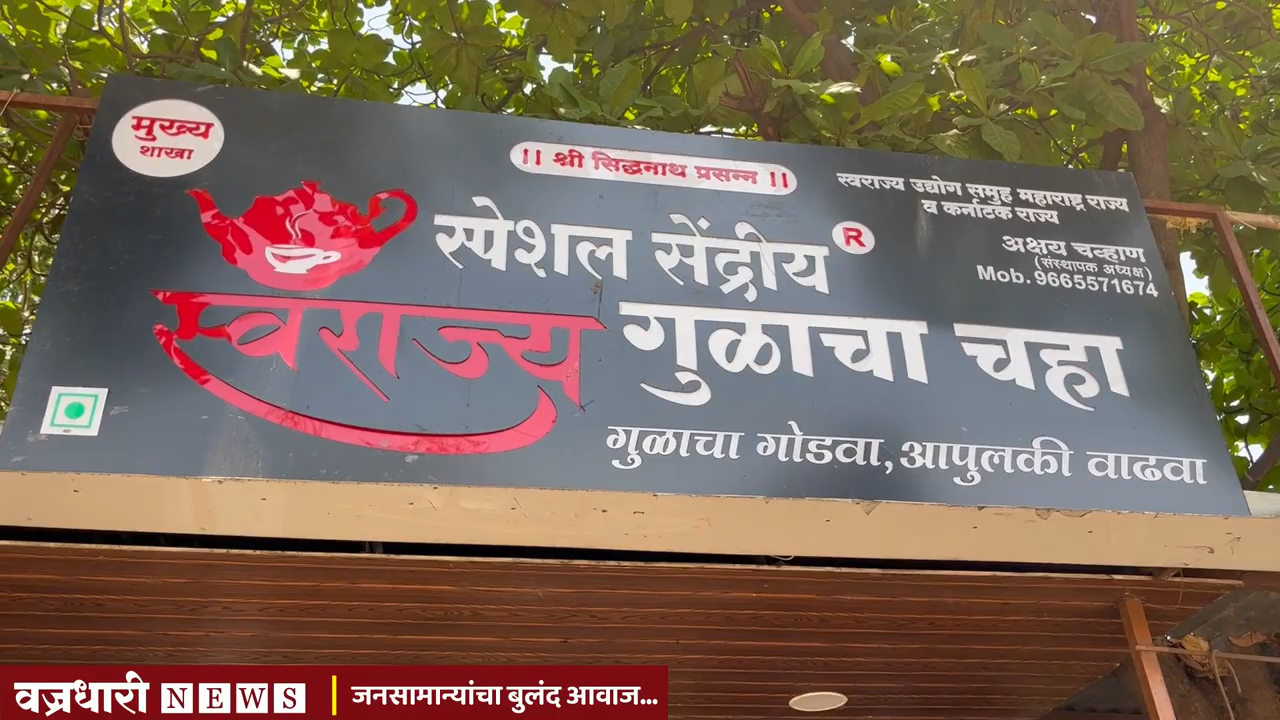 मुख्य
शाखा
|| श्री सिद्धनाथ प्रसन्न ||
स्वराज्य उद्योग समुह महाराष्ट्र राज्य
व कर्नाटक राज्य
अक्षय चव्हाण
(संस्थापक अध्यक्ष)
Mob. 9665571674
स्पेशल सेंद्रीय R
स्वराज्य गुळाचा चहा
गुळाचा गोडवा, आपुलकी वाढवा
वज्रधारी NEWS | जनसामान्यांचा बुलंद आवाज...